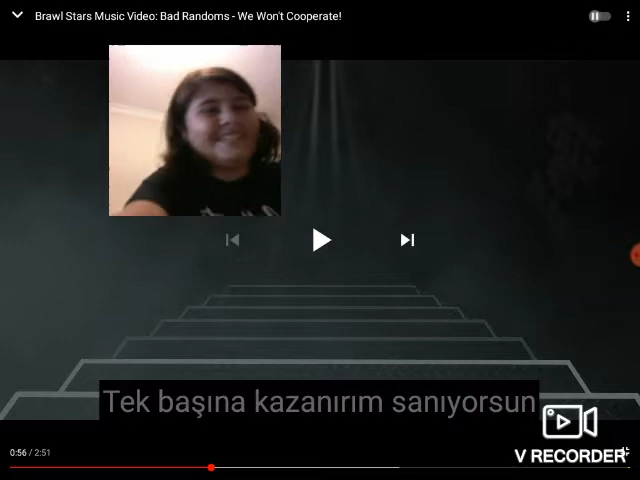 Brawl Stars Music Video: Bad Randoms - We Won't Cooperate!
Tek başına kazanırım sanıyorsun
V RECORDER
0:56 / 2:51